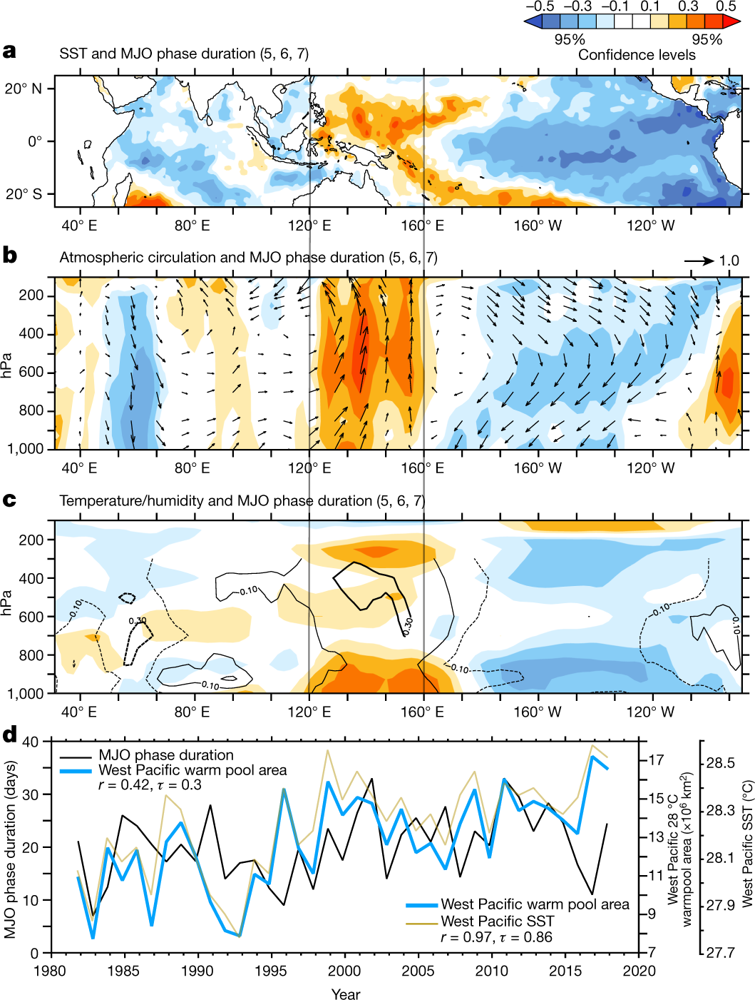 −0.5 −0.3 −0.1 0.1 0.3 0.5
95% 95%
Confidence levels
a SST and MJO phase duration (5, 6, 7)
20° N
0°
20° S
40° E 80° E 120° E 160° E 160° W 120° W
b Atmospheric circulation and MJO phase duration (5, 6, 7) 1.0
hPa
200
400
600
800
1,000
40° E 80° E 120° E 160° E 160° W 120° W
c Temperature/humidity and MJO phase duration (5, 6, 7)
hPa
200
400
600
800
1,000
−0.10
0.30
0.10
0.10
0.30
−0.10
−0.10
0.10
40° E 80° E 120° E 160° E 160° W 120° W
d
MJO phase duration (days)
40
30
20
10
0
MJO phase duration
West Pacific warm pool area
r = 0.42, τ = 0.3
West Pacific warm pool area
West Pacific SST
r = 0.97, τ = 0.86
17
15
13
11
9
7
West Pacific 28 °C
warmpool area (×10⁶ km²)
28.5
28.3
28.1
27.9
27.7
West Pacific SST (°C)
1980 1985 1990 1995 2000 2005 2010 2015 2020
Year